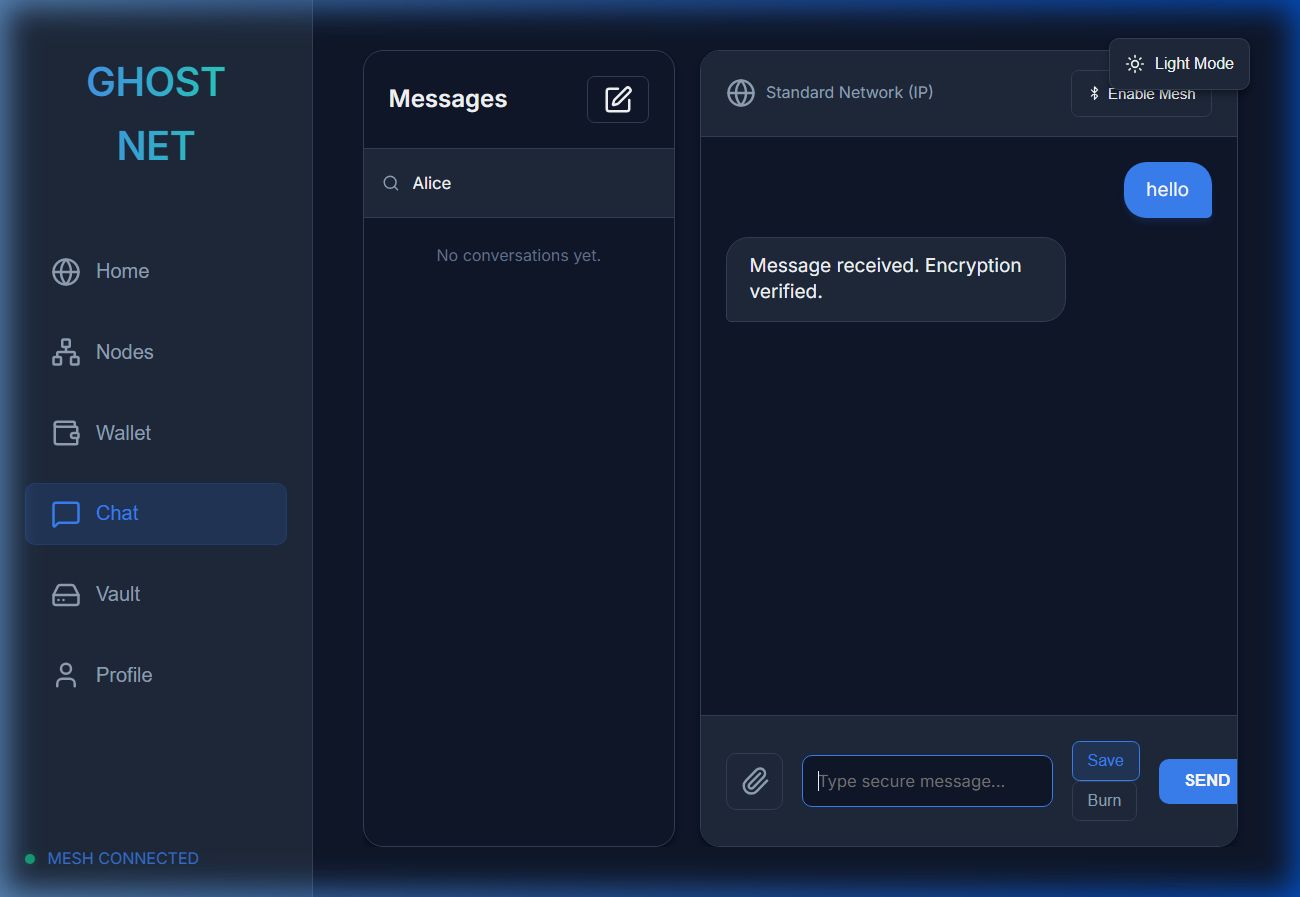 GHOST
NET
Home
Nodes
Wallet
Chat
Vault
Profile
MESH CONNECTED
Messages
Alice
No conversations yet.
Standard Network (IP)
Light Mode
Enable Mesh
hello
Message received. Encryption
verified.
Type secure message...
Save
Burn
SEND